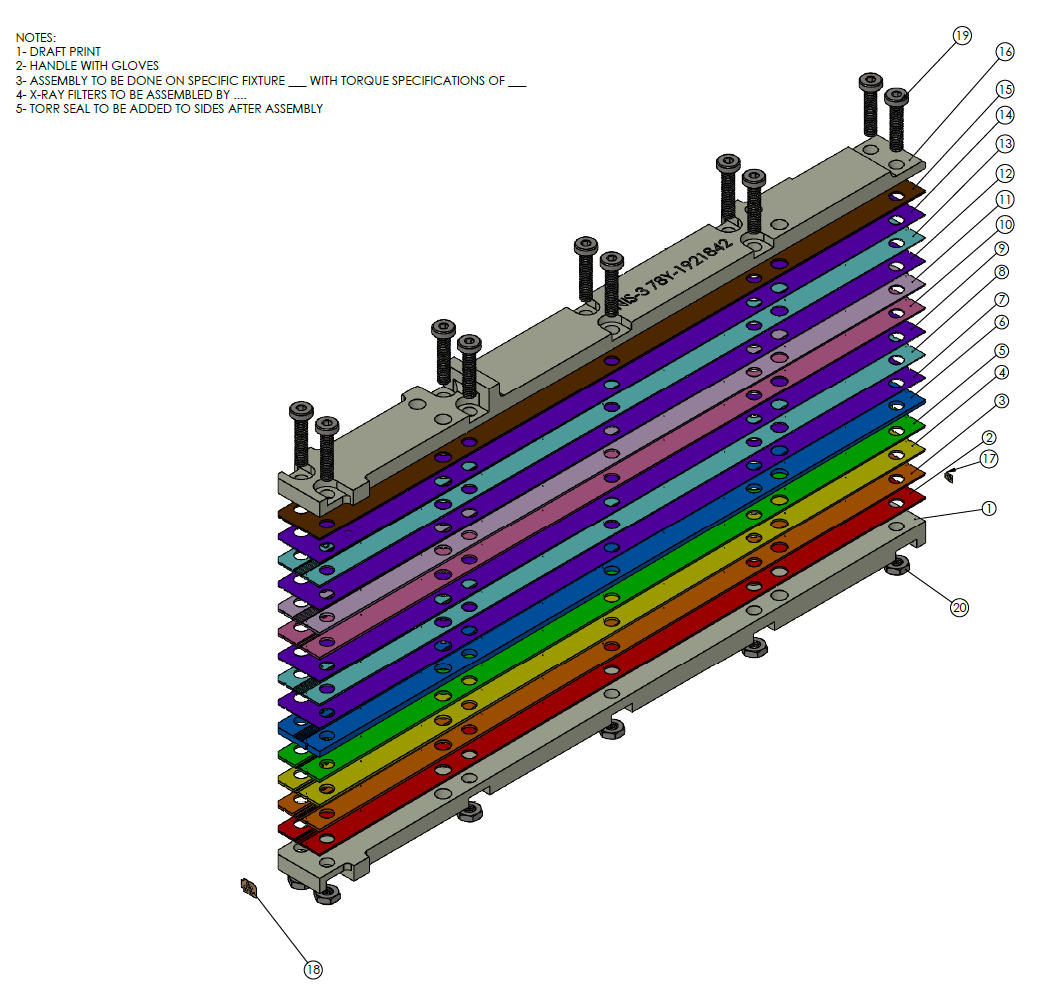 NOTES:
1- DRAFT PRINT
2- HANDLE WITH GLOVES
3- ASSEMBLY TO BE DONE ON SPECIFIC FIXTURE ___ WITH TORQUE SPECIFICATIONS OF ___
4- X-RAY FILTERS TO BE ASSEMBLED BY ....
5- TORR SEAL TO BE ADDED TO SIDES AFTER ASSEMBLY
19
16
15
14
13
12
11
10
9
8
7
6
5
4
3
2
17
1
20
18
78Y-1921842